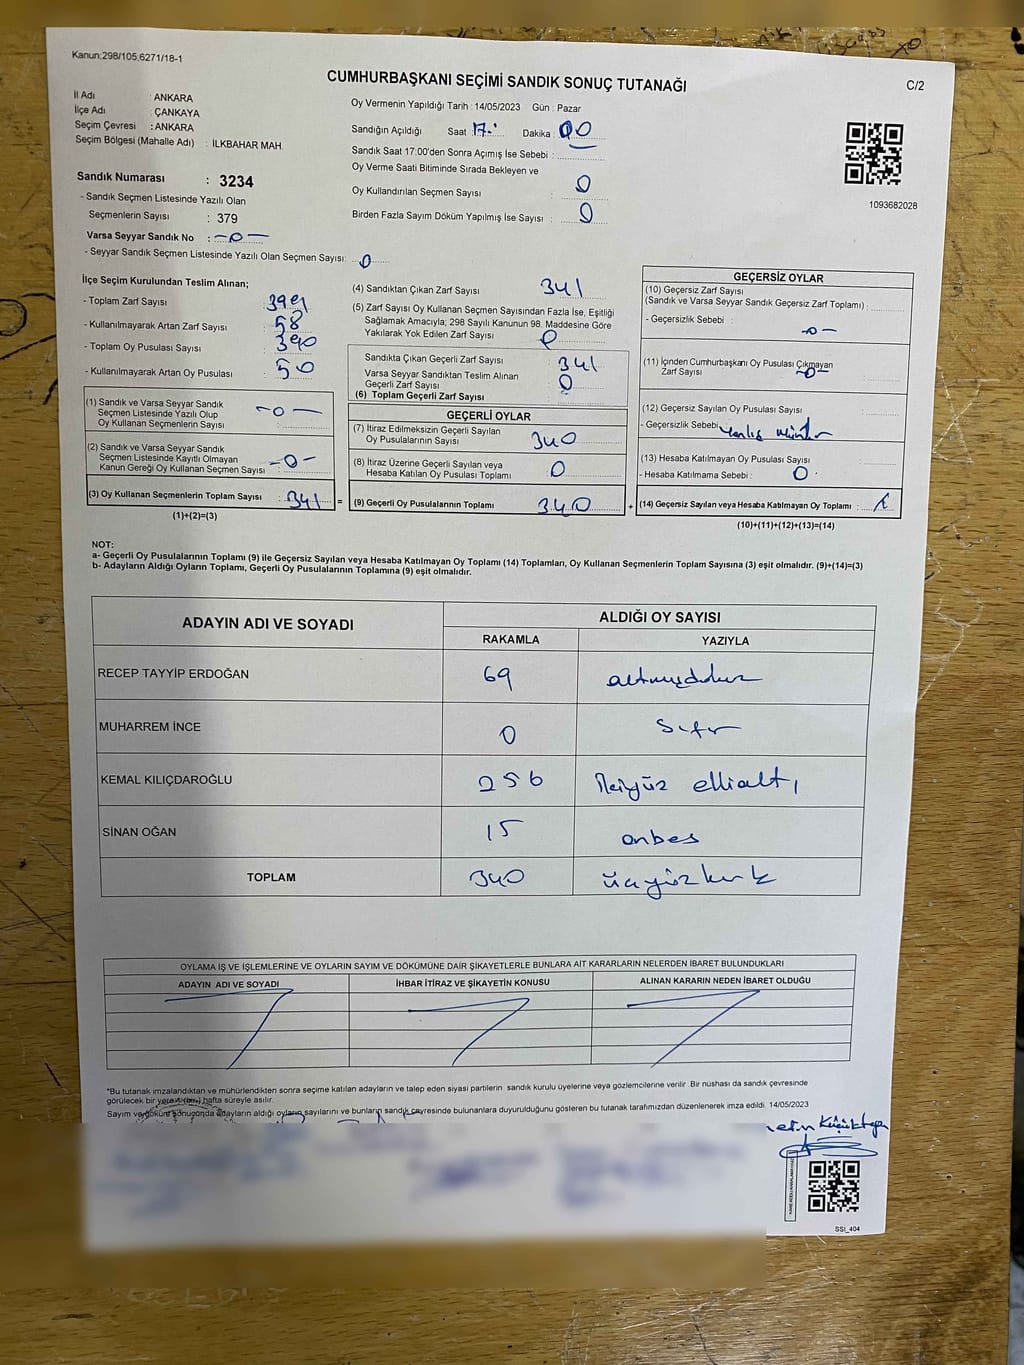 Kanun:298/105,6271/18-1
CUMHURBAŞKANI SEÇİMİ SANDIK SONUÇ TUTANAĞI
C/2
İl Adı : ANKARA
İlçe Adı : ÇANKAYA
Seçim Çevresi : ANKARA
Seçim Bölgesi (Mahalle Adı) : İLKBAHAR MAH.
Sandık Numarası : 3234
- Sandık Seçmen Listesinde Yazılı Olan
Seçmenlerin Sayısı : 379
Varsa Seyyar Sandık No : -0-
- Seyyar Sandık Seçmen Listesinde Yazılı Olan Seçmen Sayısı: 0
Oy Vermenin Yapıldığı Tarih : 14/05/2023 Gün : Pazar
Sandığın Açıldığı Saat 17 Dakika : 00
Sandık Saat 17:00'den Sonra Açımış İse Sebebi :
Oy Verme Saati Bitiminde Sırada Bekleyen ve
Oy Kullandırılan Seçmen Sayısı : 0
Birden Fazla Sayım Döküm Yapılmış İse Sayısı : 0
1093682028
İlçe Seçim Kurulundan Teslim Alınan;
- Toplam Zarf Sayısı :
- Kullanılmayarak Artan Zarf Sayısı : 58
- Toplam Oy Pusulası Sayısı : 390
- Kullanılmayarak Artan Oy Pusulası : 50
(1) Sandık ve Varsa Seyyar Sandık
Seçmen Listesinde Yazılı Olup
Oy Kullanan Seçmenlerin Sayısı -0-
(2) Sandık ve Varsa Seyyar Sandık
Seçmen Listesinde Kayıtlı Olmayan
Kanun Gereği Oy Kullanan Seçmen Sayısı -0-
(3) Oy Kullanan Seçmenlerin Toplam Sayısı : 341 =
(1)+(2)=(3)
(4) Sandıktan Çıkan Zarf Sayısı 341
(5) Zarf Sayısı Oy Kullanan Seçmen Sayısından Fazla İse, Eşitliği
Sağlamak Amacıyla; 298 Sayılı Kanunun 98. Maddesine Göre
Yakılarak Yok Edilen Zarf Sayısı : 0
Sandıkta Çıkan Geçerli Zarf Sayısı : 341
Varsa Seyyar Sandıktan Teslim Alınan
Geçerli Zarf Sayısı : 0
(6) Toplam Geçerli Zarf Sayısı :
GEÇERLİ OYLAR
(7) İtiraz Edilmeksizin Geçerli Sayılan
Oy Pusulalarının Sayısı 340
(8) İtiraz Üzerine Geçerli Sayılan veya
Hesaba Katılan Oy Pusulası Toplamı 0
(9) Geçerli Oy Pusulalarının Toplamı 340 +
GEÇERSİZ OYLAR
(10) Geçersiz Zarf Sayısı
(Sandık ve Varsa Seyyar Sandık Geçersiz Zarf Toplamı) :
- Geçersizlik Sebebi :
-0-
(11) İçinden Cumhurbaşkanı Oy Pusulası Çıkmayan
Zarf Sayısı -0-
(12) Geçersiz Sayılan Oy Pusulası Sayısı :
- Geçersizlik Sebebi : Yanlış mühür
(13) Hesaba Katılmayan Oy Pusulası Sayısı :
- Hesaba Katılmama Sebebi : 0
(14) Geçersiz Sayılan veya Hesaba Katılmayan Oy Toplamı : 1
(10)+(11)+(12)+(13)=(14)
NOT:
a- Geçerli Oy Pusulalarının Toplamı (9) ile Geçersiz Sayılan veya Hesaba Katılmayan Oy Toplamı (14) Toplamları, Oy Kullanan Seçmenlerin Toplam Sayısına (3) eşit olmalıdır. (9)+(14)=(3)
b- Adayların Aldığı Oyların Toplamı, Geçerli Oy Pusulalarının Toplamına (9) eşit olmalıdır.
ADAYIN ADI VE SOYADI
ALDIĞI OY SAYISI
RAKAMLA YAZIYLA
RECEP TAYYİP ERDOĞAN 69 altmışdokuz
MUHARREM İNCE 0 Sıfır
KEMAL KILIÇDAROĞLU 256 İkiyüz ellialtı
SİNAN OĞAN 15 onbeş
TOPLAM 340 üçyüzkırk
OYLAMA İŞ VE İŞLEMLERİNE VE OYLARIN SAYIM VE DÖKÜMÜNE DAİR ŞİKAYETLERLE BUNLARA AİT KARARLARIN NELERDEN İBARET BULUNDUKLARI
ADAYIN ADI VE SOYADI İHBAR İTİRAZ VE ŞİKAYETİN KONUSU ALINAN KARARIN NEDEN İBARET OLDUĞU
*Bu tutanak imzalandıktan ve mühürlendikten sonra seçime katılan adayların ve talep eden siyasi partilerin sandık kurulu üyelerine veya gözlemcilerine verilir. Bir nüshası da sandık çevresinde
görülecek bir yere (bir) hafta süreyle asılır.
Sayım ve döküm sonucunda adayların aldığı oyların sayılarını ve bunların sandık çevresinde bulunanlara duyurulduğunu gösteren bu tutanak tarafımızdan düzenlenerek imza edildi. 14/05/2023
SSİ_404